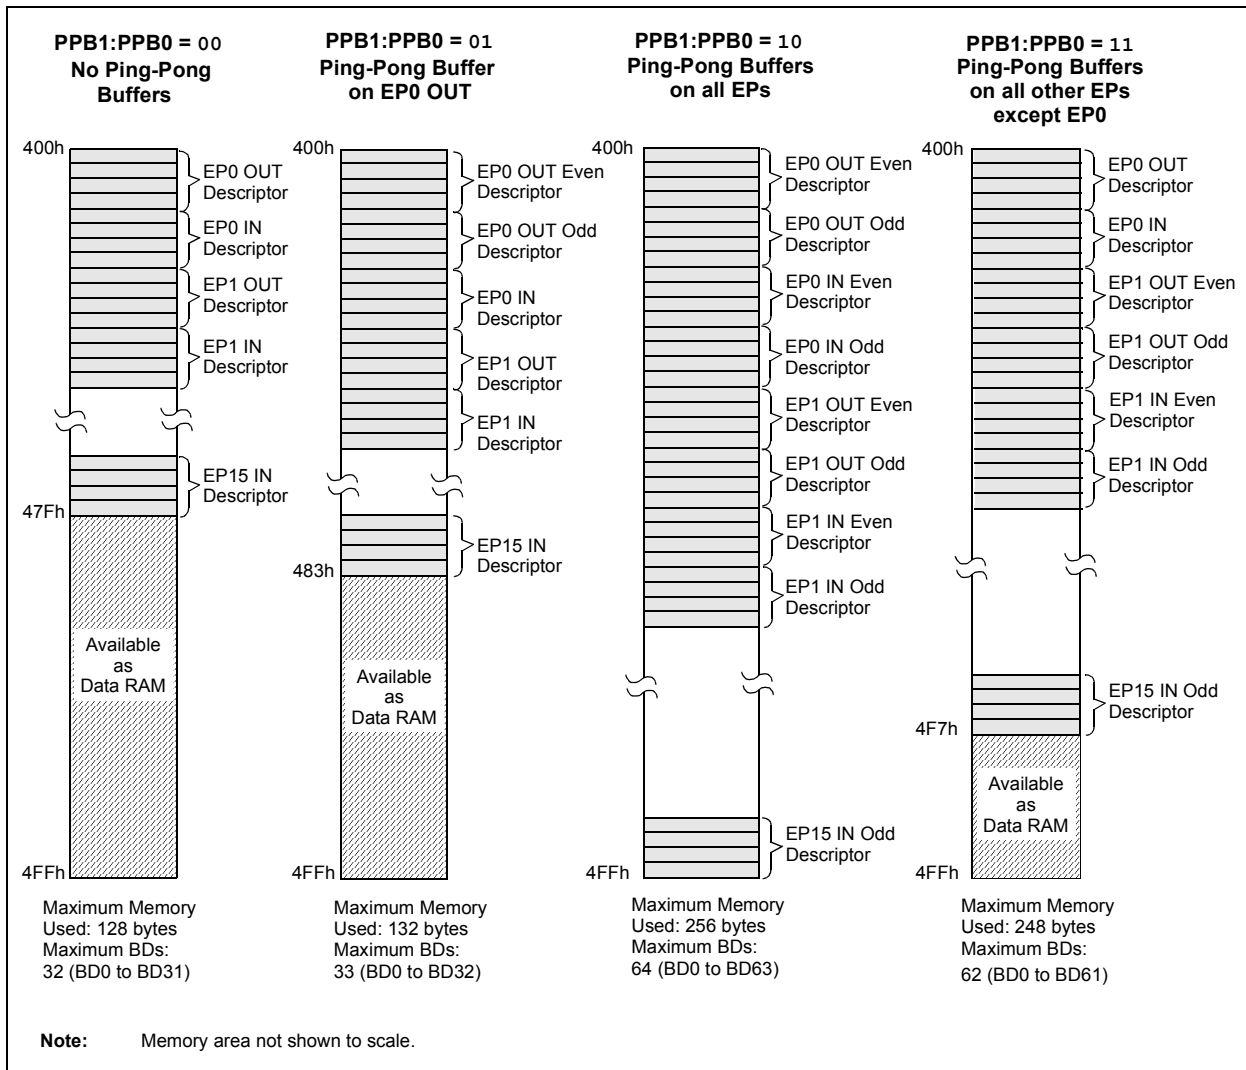 PPB1:PPB0 = 00
No Ping-Pong
Buffers
400h
EP0 OUT
Descriptor
EP0 IN
Descriptor
EP1 OUT
Descriptor
EP1 IN
Descriptor
EP15 IN
Descriptor
47Fh
Available
as
Data RAM
4FFh
Maximum Memory
Used: 128 bytes
Maximum BDs:
32 (BD0 to BD31)
PPB1:PPB0 = 01
Ping-Pong Buffer
on EP0 OUT
400h
EP0 OUT Even
Descriptor
EP0 OUT Odd
Descriptor
EP0 IN
Descriptor
EP1 OUT
Descriptor
EP1 IN
Descriptor
EP15 IN
Descriptor
483h
Available
as
Data RAM
4FFh
Maximum Memory
Used: 132 bytes
Maximum BDs:
33 (BD0 to BD32)
PPB1:PPB0 = 10
Ping-Pong Buffers
on all EPs
400h
EP0 OUT Even
Descriptor
EP0 OUT Odd
Descriptor
EP0 IN Even
Descriptor
EP0 IN Odd
Descriptor
EP1 OUT Even
Descriptor
EP1 OUT Odd
Descriptor
EP1 IN Even
Descriptor
EP1 IN Odd
Descriptor
EP15 IN Odd
Descriptor
4FFh
Maximum Memory
Used: 256 bytes
Maximum BDs:
64 (BD0 to BD63)
PPB1:PPB0 = 11
Ping-Pong Buffers
on all other EPs
except EP0
400h
EP0 OUT
Descriptor
EP0 IN
Descriptor
EP1 OUT Even
Descriptor
EP1 OUT Odd
Descriptor
EP1 IN Even
Descriptor
EP1 IN Odd
Descriptor
EP15 IN Odd
Descriptor
4F7h
Available
as
Data RAM
4FFh
Maximum Memory
Used: 248 bytes
Maximum BDs:
62 (BD0 to BD61)
Note: Memory area not shown to scale.